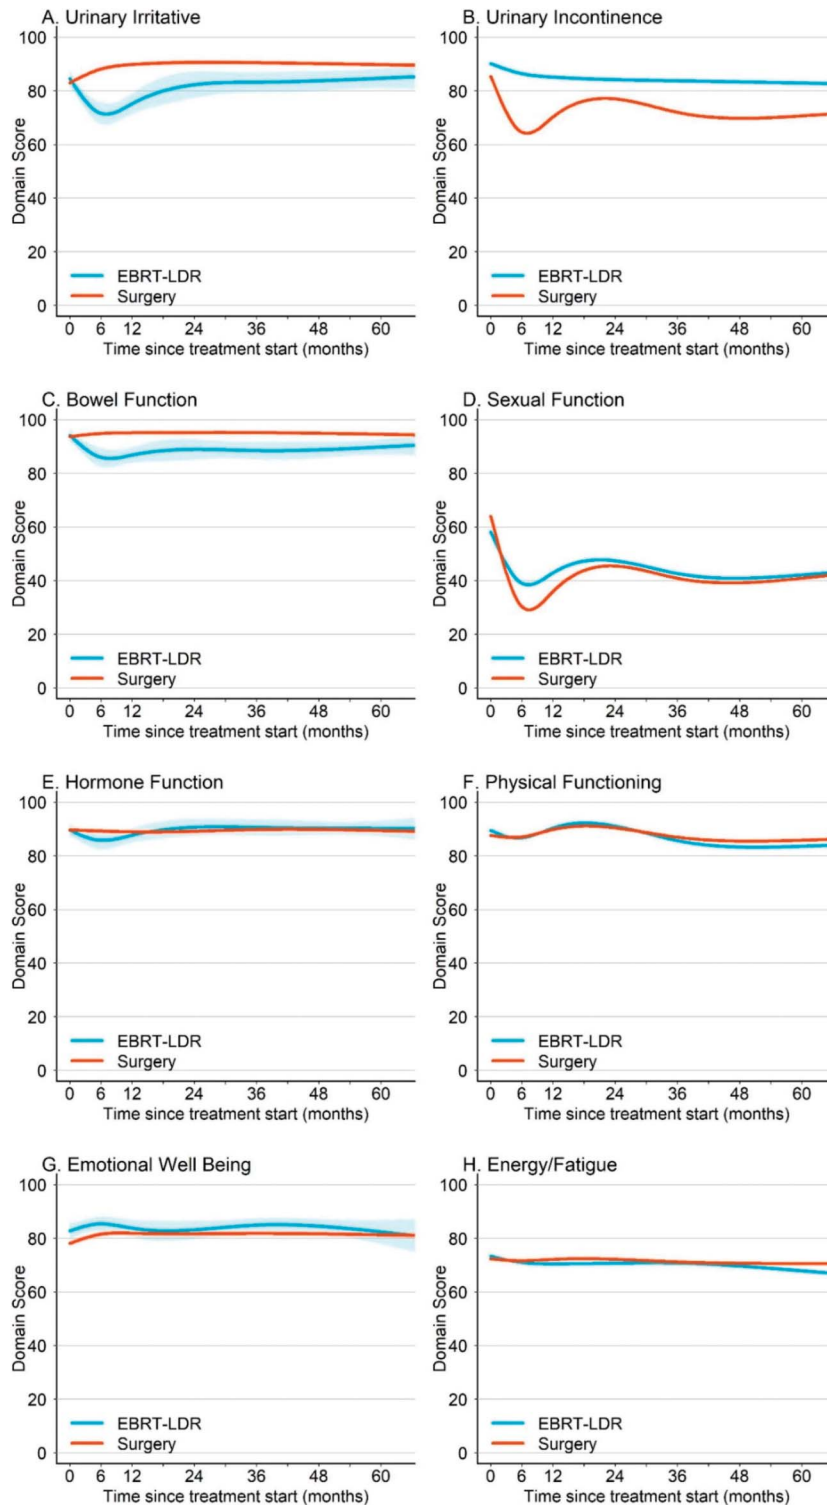 A. Urinary Irritative
100
80
60
40
20
0
Domain Score
EBRT-LDR
Surgery
0 6 12 24 36 48 60
Time since treatment start (months)
B. Urinary Incontinence
100
80
60
40
20
0
Domain Score
EBRT-LDR
Surgery
0 6 12 24 36 48 60
Time since treatment start (months)
C. Bowel Function
100
80
60
40
20
0
Domain Score
EBRT-LDR
Surgery
0 6 12 24 36 48 60
Time since treatment start (months)
D. Sexual Function
100
80
60
40
20
0
Domain Score
EBRT-LDR
Surgery
0 6 12 24 36 48 60
Time since treatment start (months)
E. Hormone Function
100
80
60
40
20
0
Domain Score
EBRT-LDR
Surgery
0 6 12 24 36 48 60
Time since treatment start (months)
F. Physical Functioning
100
80
60
40
20
0
Domain Score
EBRT-LDR
Surgery
0 6 12 24 36 48 60
Time since treatment start (months)
G. Emotional Well Being
100
80
60
40
20
0
Domain Score
EBRT-LDR
Surgery
0 6 12 24 36 48 60
Time since treatment start (months)
H. Energy/Fatigue
100
80
60
40
20
0
Domain Score
EBRT-LDR
Surgery
0 6 12 24 36 48 60
Time since treatment start (months)